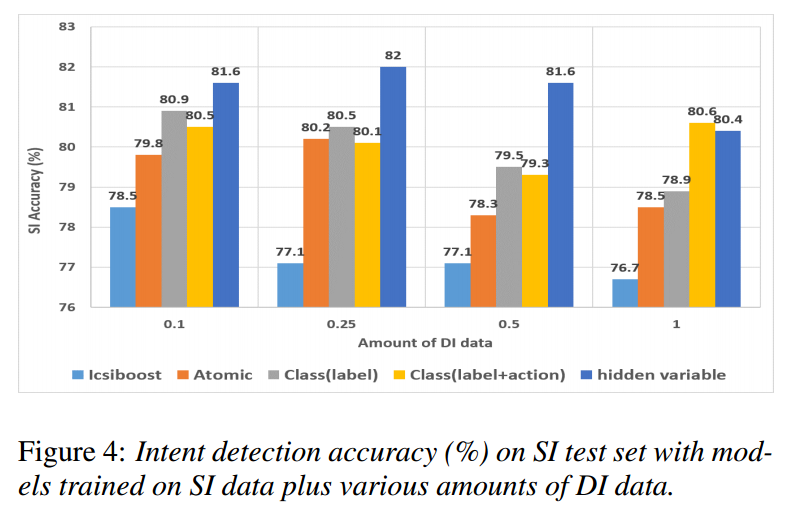 83
82
81
80
79
78
77
76
SI Accuracy (%)
78.5 79.8 80.9 80.5 81.6
77.1 80.2 80.5 80.1 82
77.1 78.3 79.5 79.3 81.6
76.7 78.5 78.9 80.6 80.4
0.1 0.25 0.5 1
Amount of DI data
Icsiboost Atomic Class(label) Class(label+action) hidden variable
Figure 4: Intent detection accuracy (%) on SI test set with mod-
els trained on SI data plus various amounts of DI data.